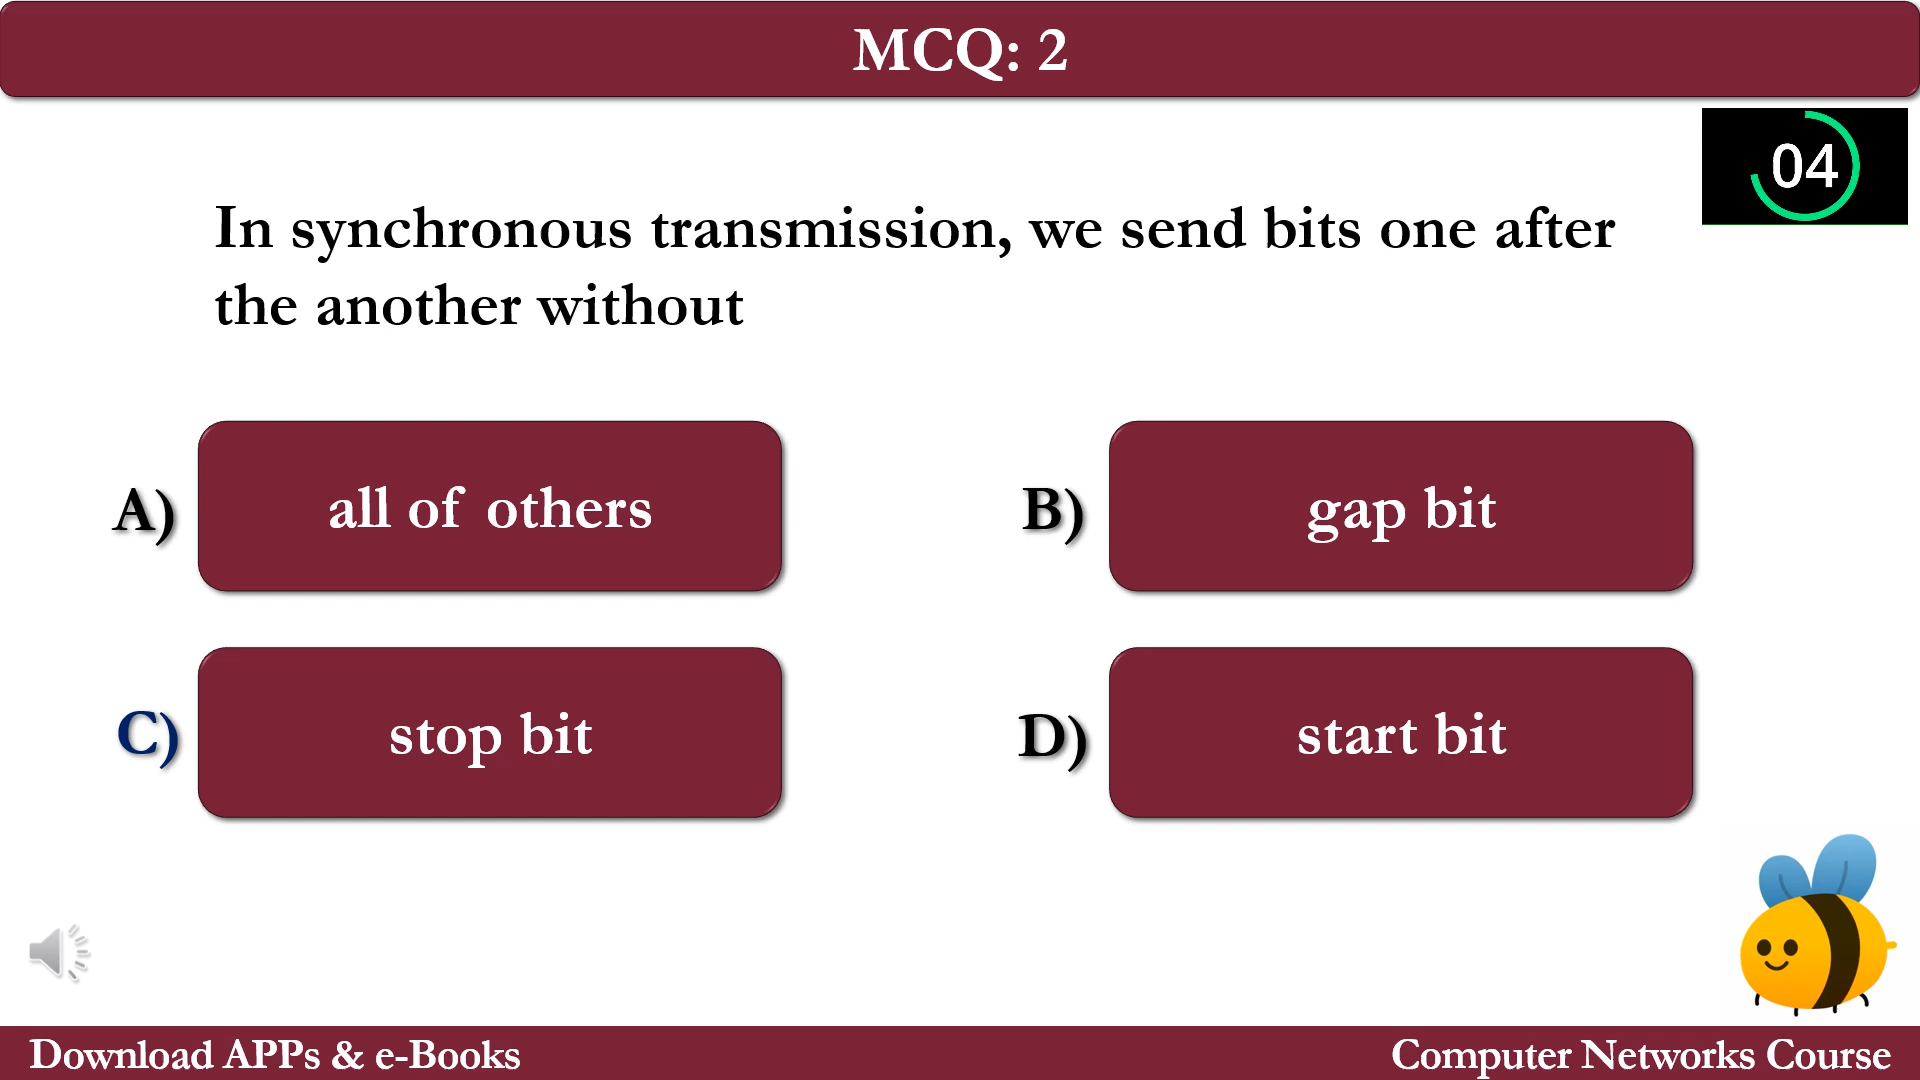 MCQ: 2
04
In synchronous transmission, we send bits one after
the another without
A) all of others
B) gap bit
C) stop bit
D) start bit
Download APPs & e-Books
Computer Networks Course